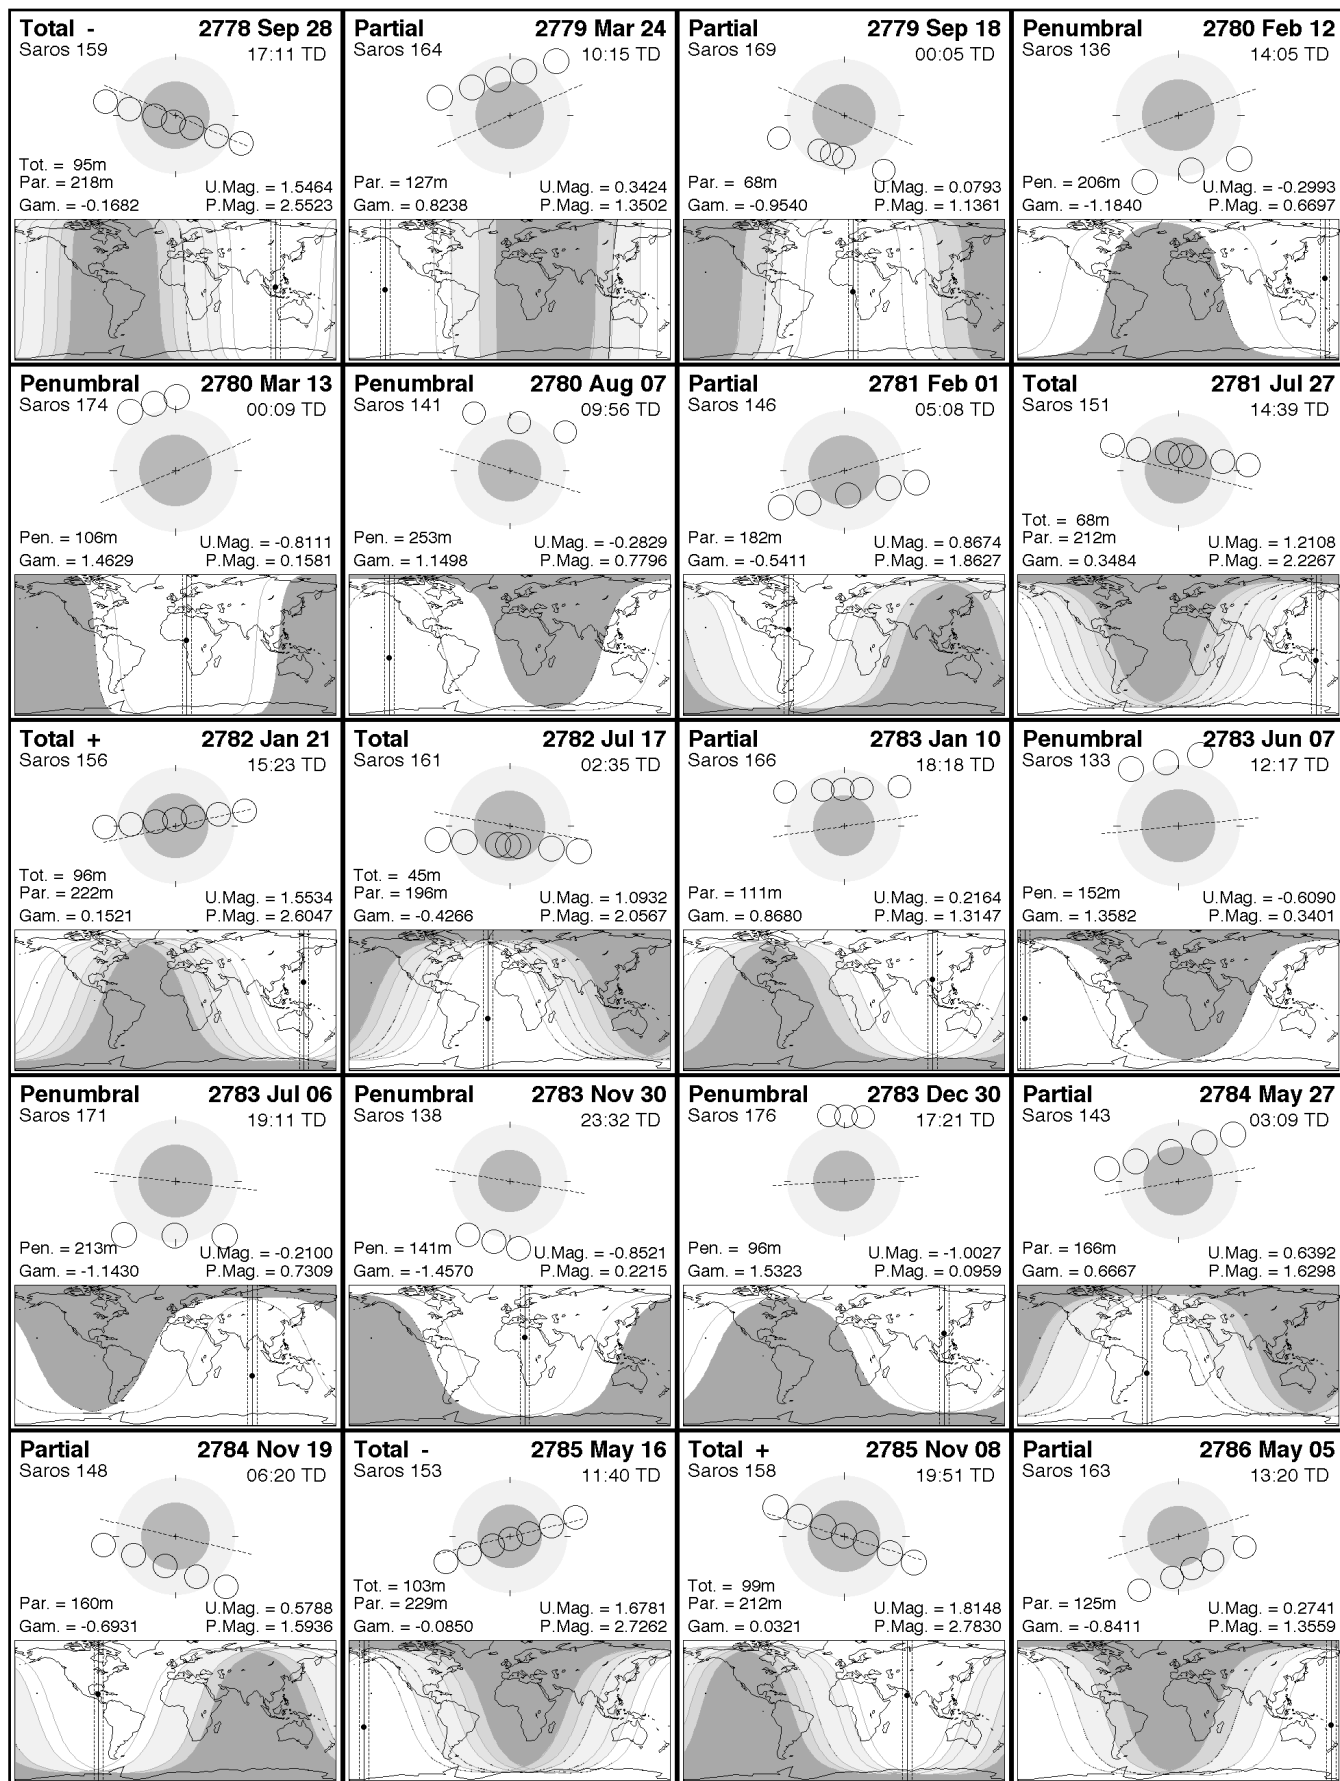 Total - 2778 Sep 28
Saros 159 17:11 TD
Tot. = 95m
Par. = 218m U.Mag. = 1.5464
Gam. = -0.1682 P.Mag. = 2.5523
Partial 2779 Mar 24
Saros 164 10:15 TD
Par. = 127m U.Mag. = 0.3424
Gam. = 0.8238 P.Mag. = 1.3502
Partial 2779 Sep 18
Saros 169 00:05 TD
Par. = 68m U.Mag. = 0.0793
Gam. = -0.9540 P.Mag. = 1.1361
Penumbral 2780 Feb 12
Saros 136 14:05 TD
Pen. = 206m U.Mag. = -0.2993
Gam. = -1.1840 P.Mag. = 0.6697
Penumbral 2780 Mar 13
Saros 174 00:09 TD
Pen. = 106m U.Mag. = -0.8111
Gam. = 1.4629 P.Mag. = 0.1581
Penumbral 2780 Aug 07
Saros 141 09:56 TD
Pen. = 253m U.Mag. = -0.2829
Gam. = 1.1498 P.Mag. = 0.7796
Partial 2781 Feb 01
Saros 146 05:08 TD
Par. = 182m U.Mag. = 0.8674
Gam. = -0.5411 P.Mag. = 1.8627
Total 2781 Jul 27
Saros 151 14:39 TD
Tot. = 68m
Par. = 212m U.Mag. = 1.2108
Gam. = 0.3484 P.Mag. = 2.2267
Total + 2782 Jan 21
Saros 156 15:23 TD
Tot. = 96m
Par. = 222m U.Mag. = 1.5534
Gam. = 0.1521 P.Mag. = 2.6047
Total 2782 Jul 17
Saros 161 02:35 TD
Tot. = 45m
Par. = 196m U.Mag. = 1.0932
Gam. = -0.4266 P.Mag. = 2.0567
Partial 2783 Jan 10
Saros 166 18:18 TD
Par. = 111m U.Mag. = 0.2164
Gam. = 0.8680 P.Mag. = 1.3147
Penumbral 2783 Jun 07
Saros 133 12:17 TD
Pen. = 152m U.Mag. = -0.6090
Gam. = 1.3582 P.Mag. = 0.3401
Penumbral 2783 Jul 06
Saros 171 19:11 TD
Pen. = 213m U.Mag. = -0.2100
Gam. = -1.1430 P.Mag. = 0.7309
Penumbral 2783 Nov 30
Saros 138 23:32 TD
Pen. = 141m U.Mag. = -0.8521
Gam. = -1.4570 P.Mag. = 0.2215
Penumbral 2783 Dec 30
Saros 176 17:21 TD
Pen. = 96m U.Mag. = -1.0027
Gam. = 1.5323 P.Mag. = 0.0959
Partial 2784 May 27
Saros 143 03:09 TD
Par. = 166m U.Mag. = 0.6392
Gam. = 0.6667 P.Mag. = 1.6298
Partial 2784 Nov 19
Saros 148 06:20 TD
Par. = 160m U.Mag. = 0.5788
Gam. = -0.6931 P.Mag. = 1.5936
Total - 2785 May 16
Saros 153 11:40 TD
Tot. = 103m
Par. = 229m U.Mag. = 1.6781
Gam. = -0.0850 P.Mag. = 2.7262
Total + 2785 Nov 08
Saros 158 19:51 TD
Tot. = 99m
Par. = 212m U.Mag. = 1.8148
Gam. = 0.0321 P.Mag. = 2.7830
Partial 2786 May 05
Saros 163 13:20 TD
Par. = 125m U.Mag. = 0.2741
Gam. = -0.8411 P.Mag. = 1.3559